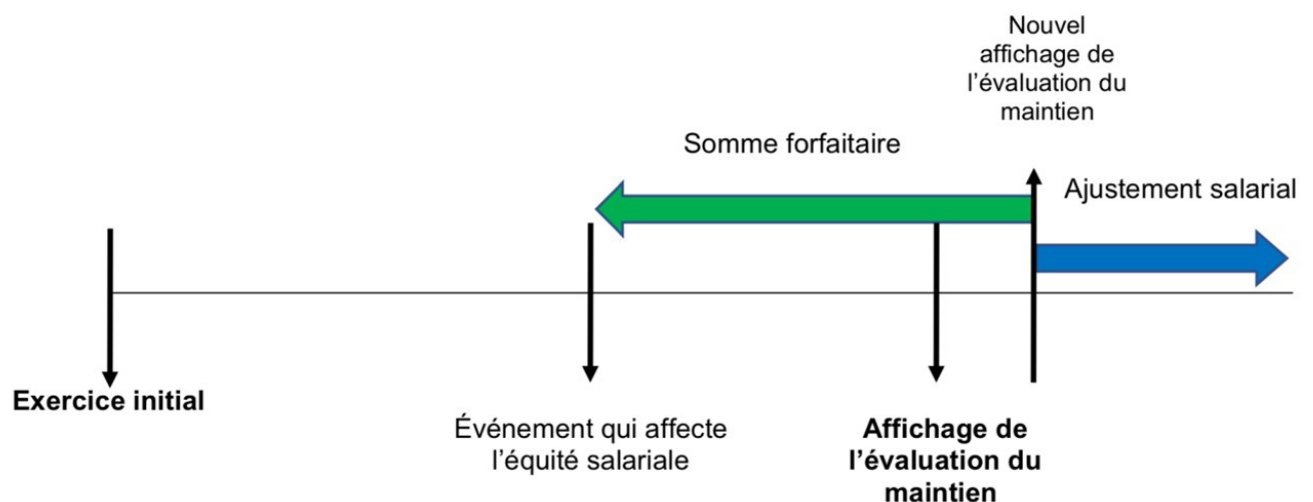 Nouvel
affichage de
l'évaluation du
maintien
Somme forfaitaire
Ajustement salarial
Exercice initial
Événement qui affecte
l'équité salariale
Affichage de
l'évaluation du
maintien